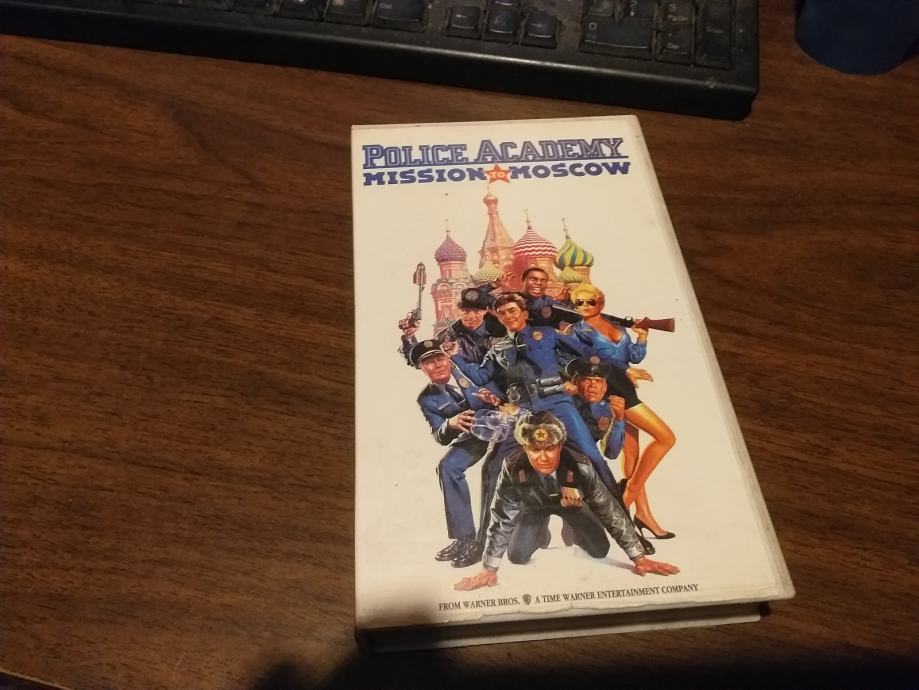 POLICE ACADEMY
MISSION TO MOSCOW
FROM WARNER BROS. A TIME WARNER ENTERTAINMENT COMPANY